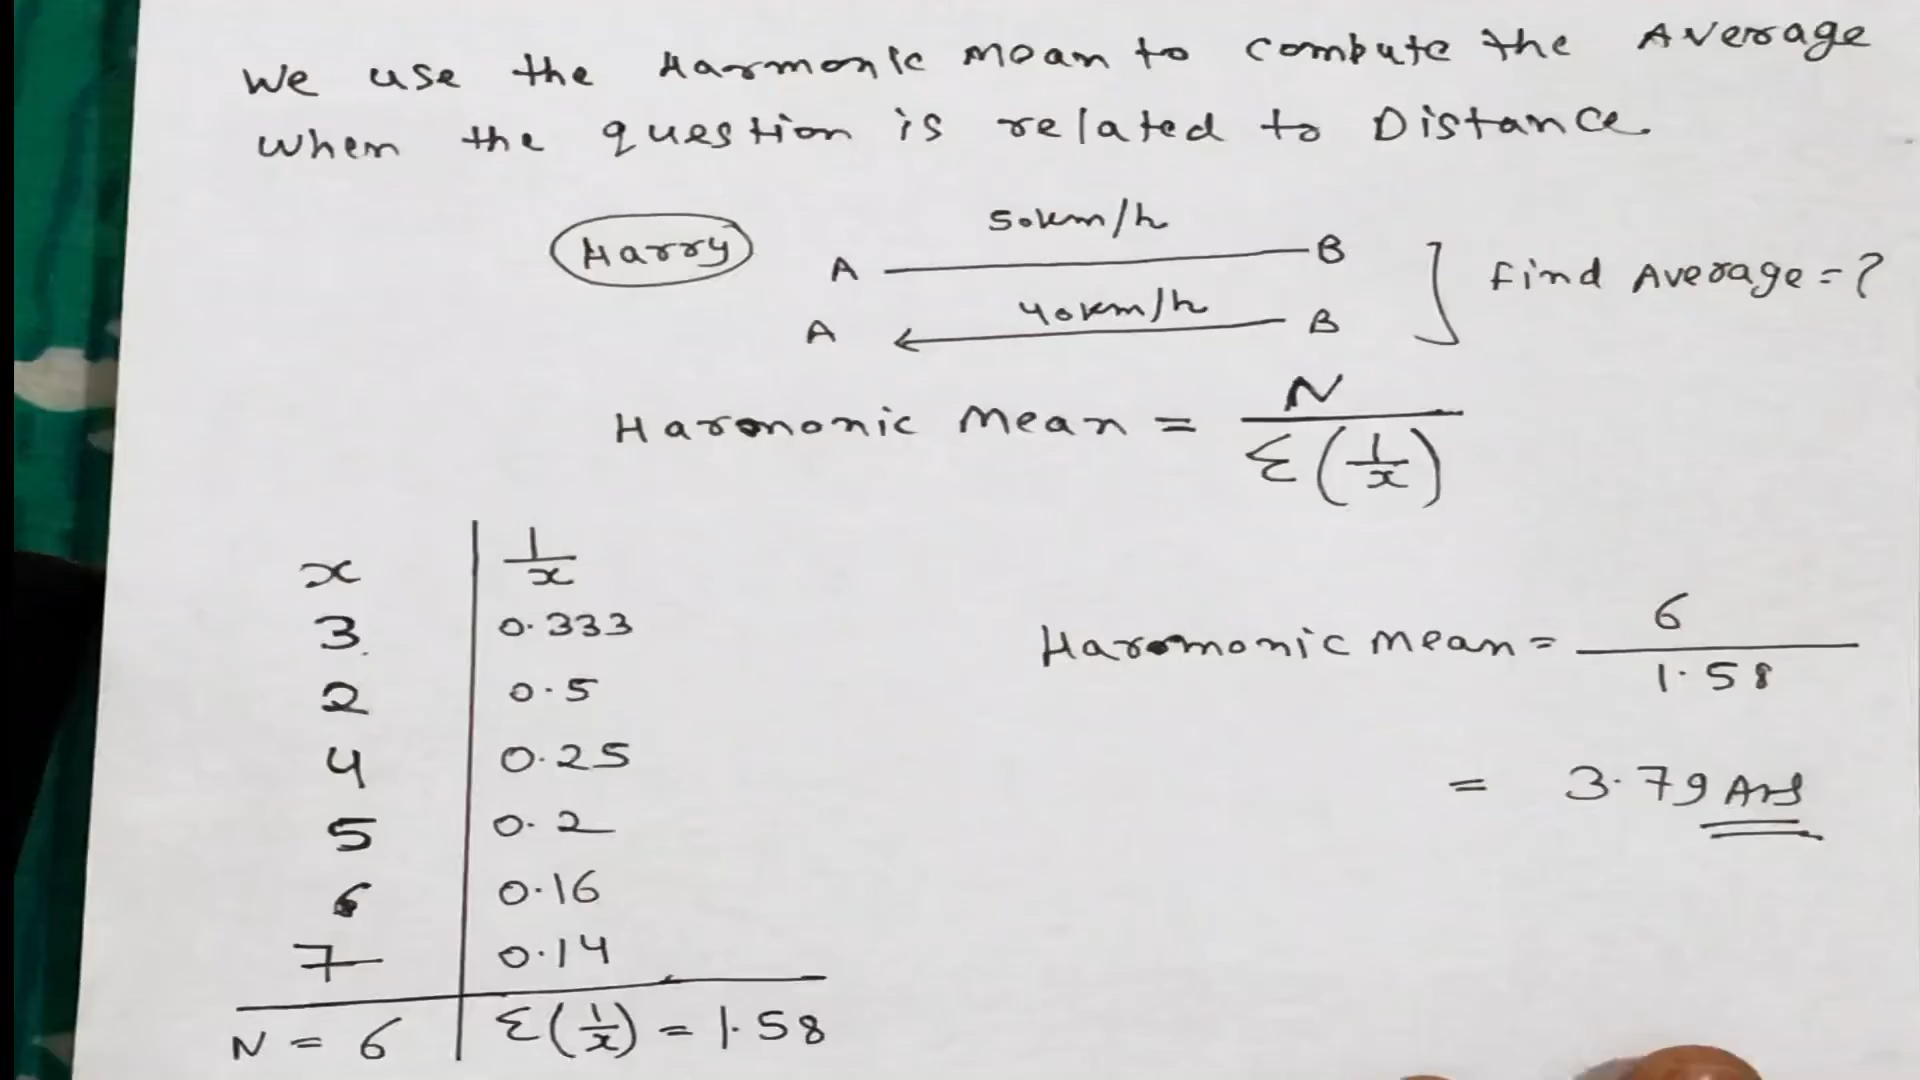 We use the Harmonic Mean to compute the Average
when the question is related to Distance.
Harry A 50km/h B
A 40km/h B
Find Average = ?
Harmonic Mean = N / Σ(1/x)
x | 1/x
3 | 0.333
2 | 0.5
4 | 0.25
5 | 0.2
6 | 0.16
7 | 0.14
N = 6 | Σ(1/x) = 1.58
Harmonic Mean = 6 / 1.58
= 3.79 Ans